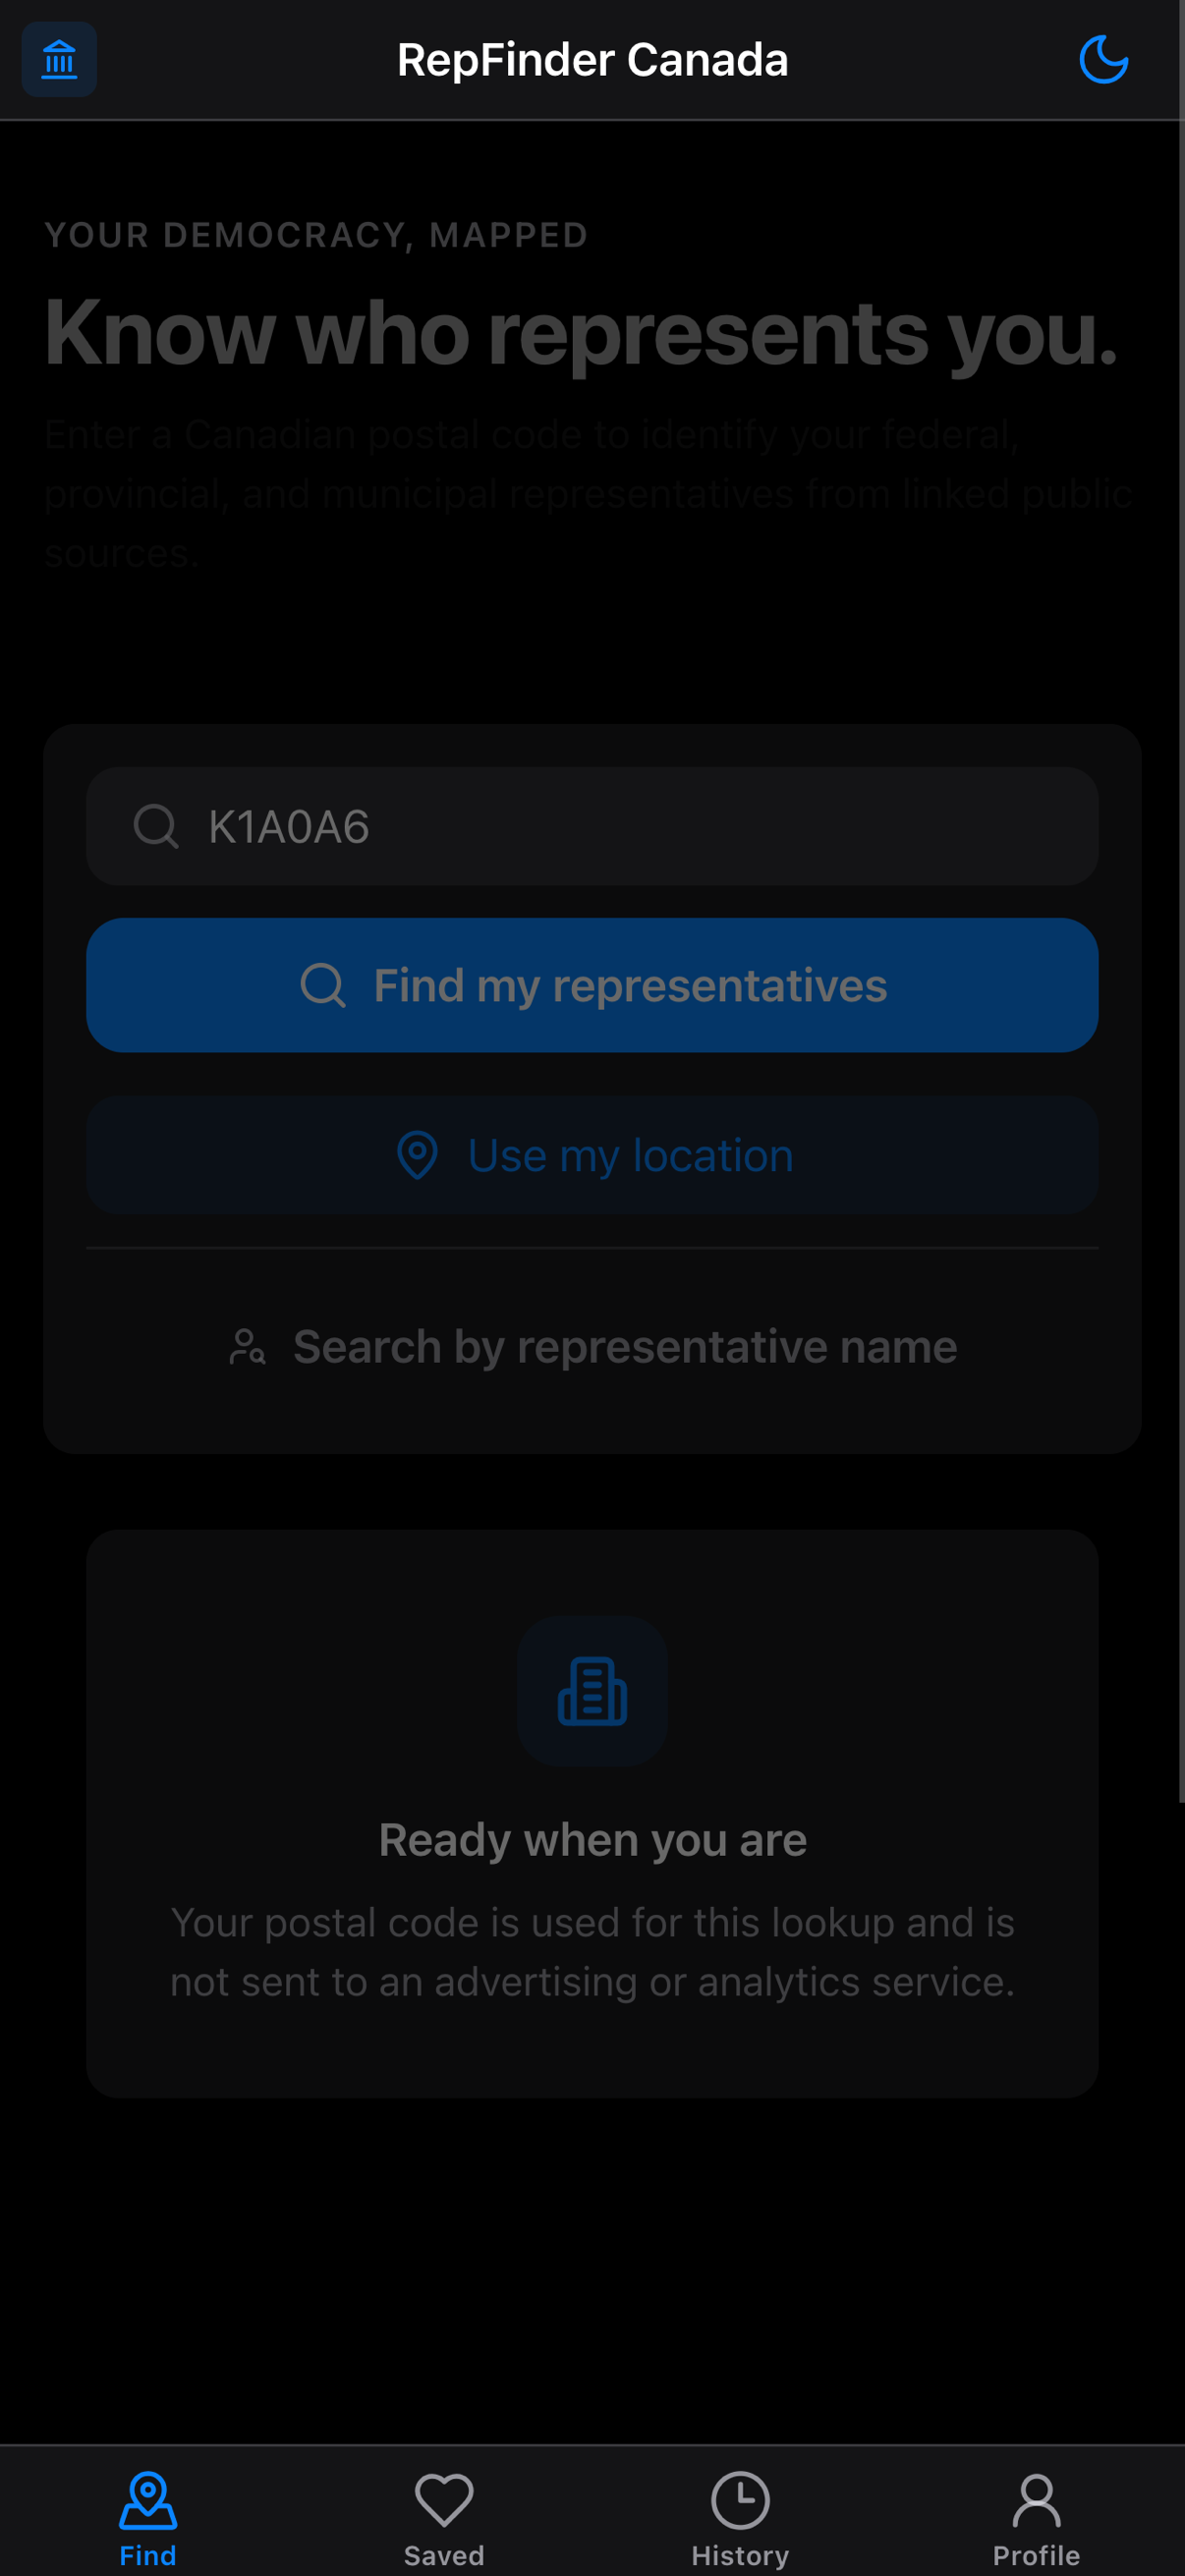 RepFinder Canada
YOUR DEMOCRACY, MAPPED
Know who represents you.
Enter a Canadian postal code to identify your federal,
provincial, and municipal representatives from linked public
sources.
K1A0A6
Find my representatives
Use my location
Search by representative name
Ready when you are
Your postal code is used for this lookup and is
not sent to an advertising or analytics service.
Find
Saved
History
Profile